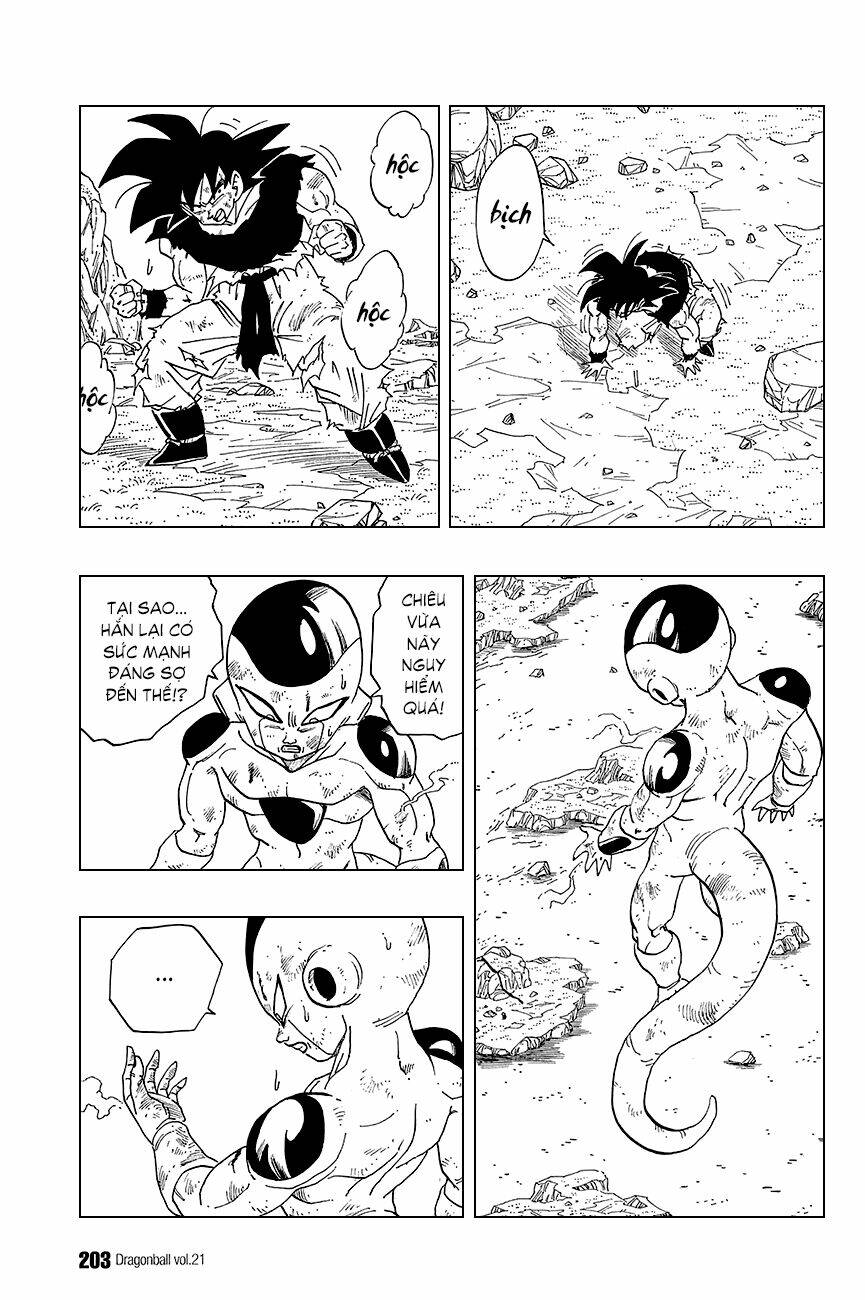 bịch
hộc
hộc
hộc
CHIÊU
VỪA
NÀY
NGUY
HIỂM
QUÁ!
TẠI SAO...
HẮN LẠI CÓ
SỨC MẠNH
ĐÁNG SỢ
ĐẾN THẾ!?
...
203 Dragonball vol.21